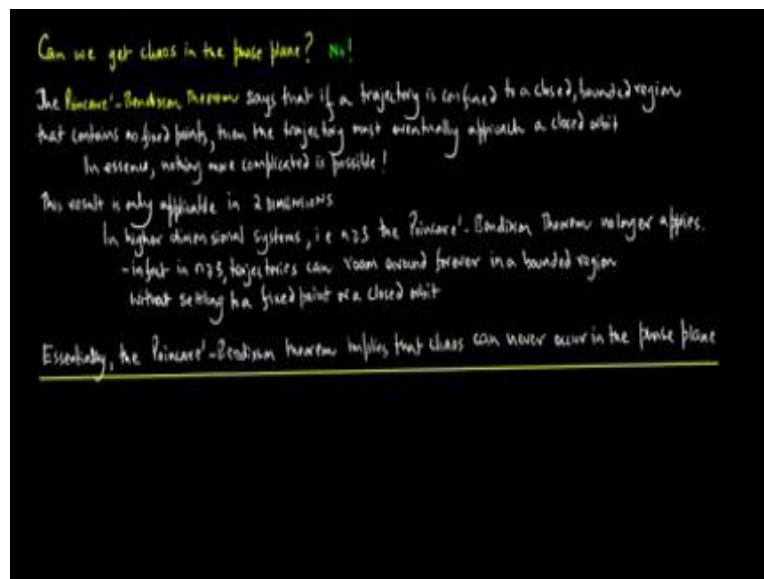 Can we get chaos in the phase plane? No!
The Poincare'-Bendixson Theorem says that if a trajectory is confined to a closed, bounded region
that contains no fixed points, then the trajectory must eventually approach a closed orbit
In essence, nothing more complicated is possible!
This result is only applicable in 2 DIMENSIONS
In higher dimensional systems, i.e n≥3 the Poincare'-Bendixson Theorem no longer applies.
- infact in n≥3, trajectories can roam around forever in a bounded region
without settling to a fixed point or a closed orbit
Essentially, the Poincare'-Bendixson theorem implies that chaos can never occur in the phase plane